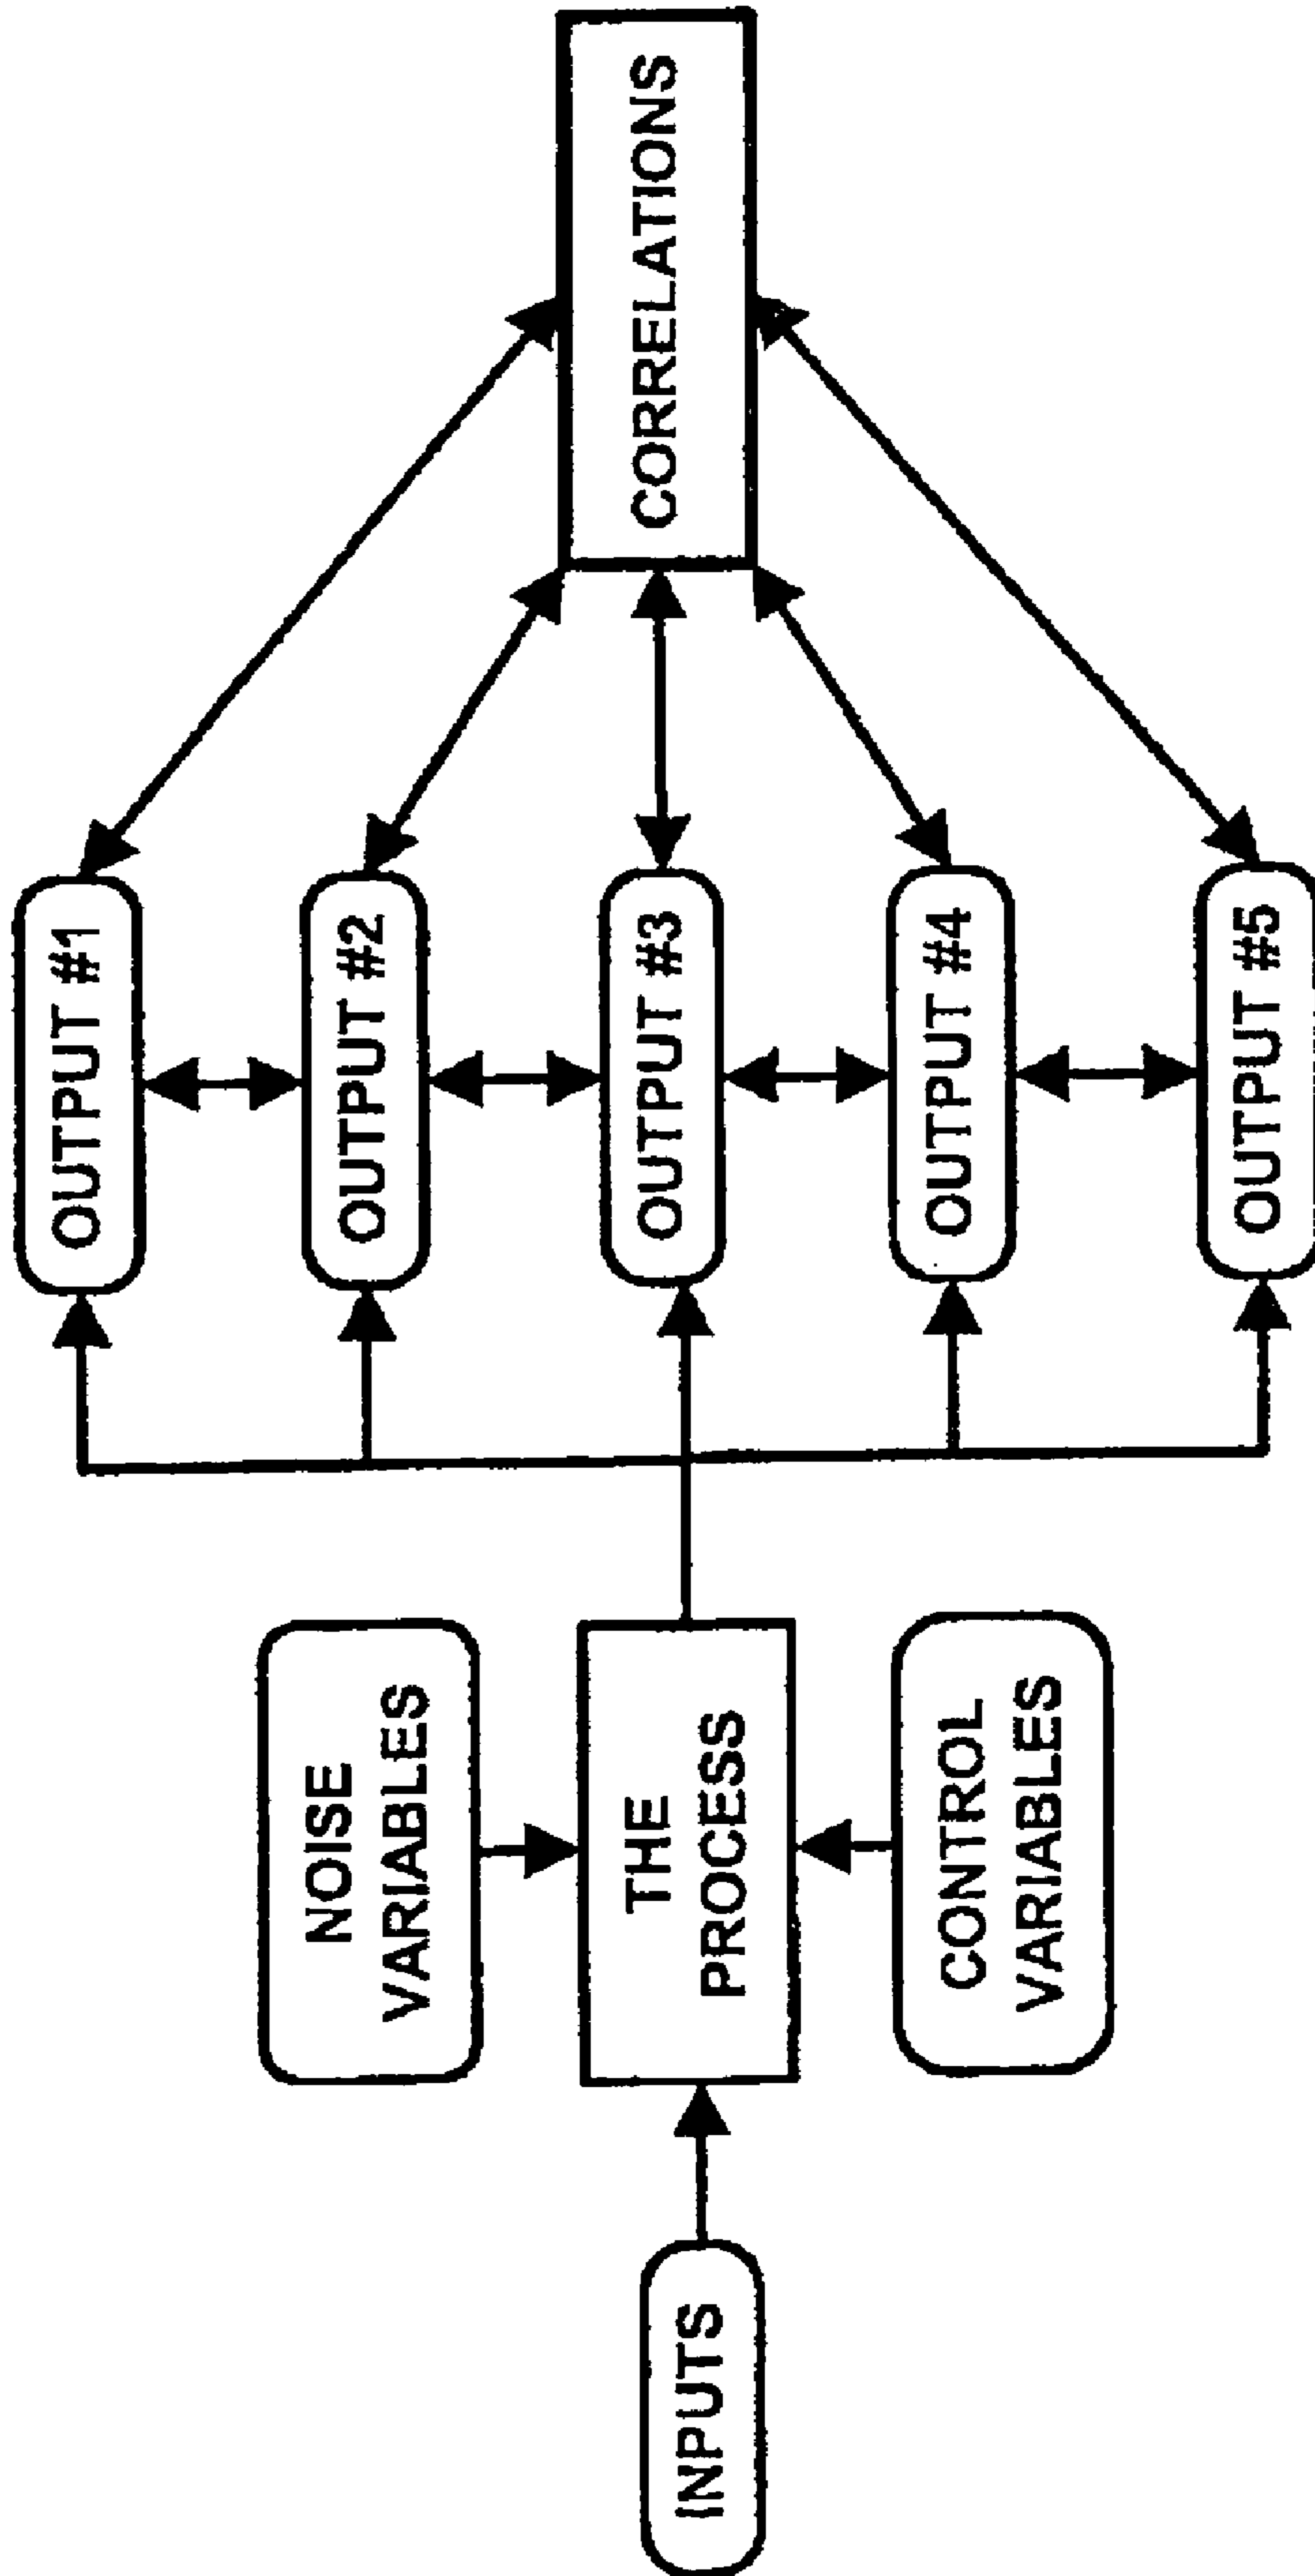 INPUTS
NOISE
VARIABLES
THE
PROCESS
CONTROL
VARIABLES
OUTPUT #1
OUTPUT #2
OUTPUT #3
OUTPUT #4
OUTPUT #5
CORRELATIONS